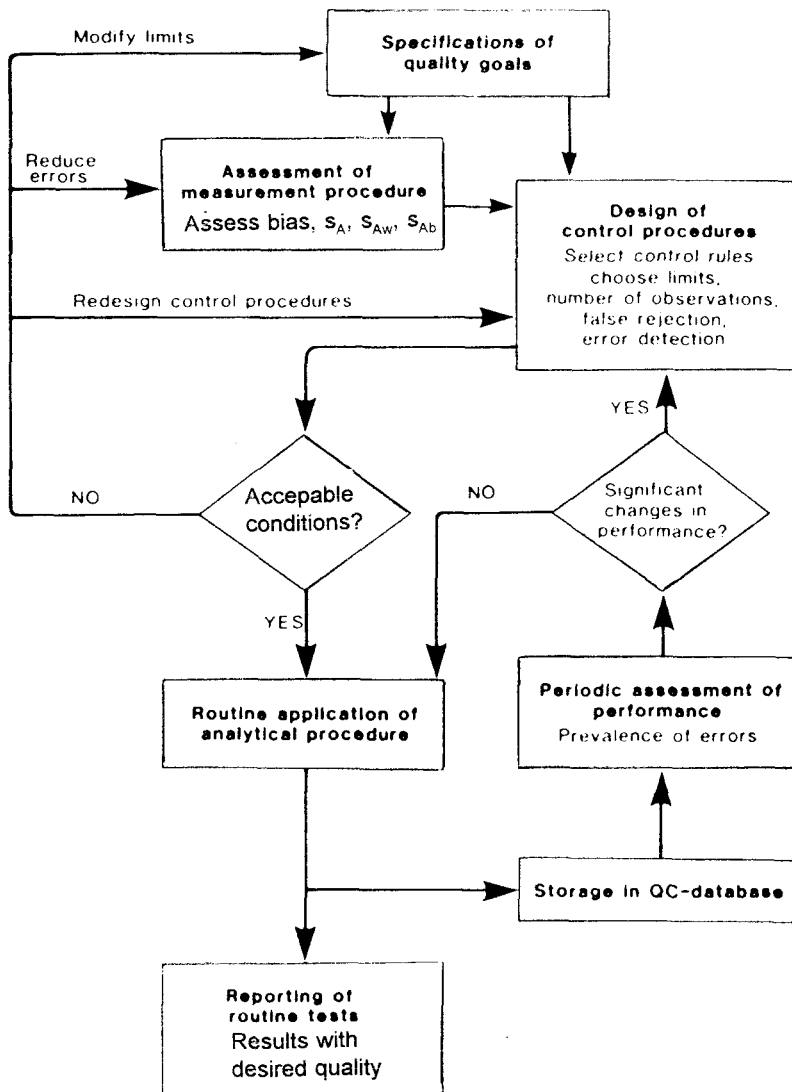 Modify limits
Specifications of
quality goals
Reduce
errors
Assessment of
measurement procedure
Assess bias, sA, sAw, sAb
Design of
control procedures
Select control rules
choose limits,
number of observations,
false rejection,
error detection
Redesign control procedures
YES
NO
Accepable
conditions?
NO
Significant
changes in
performance?
YES
Routine application of
analytical procedure
Periodic assessment of
performance
Prevalence of errors
Storage in QC-database
Reporting of
routine tests
Results with
desired quality